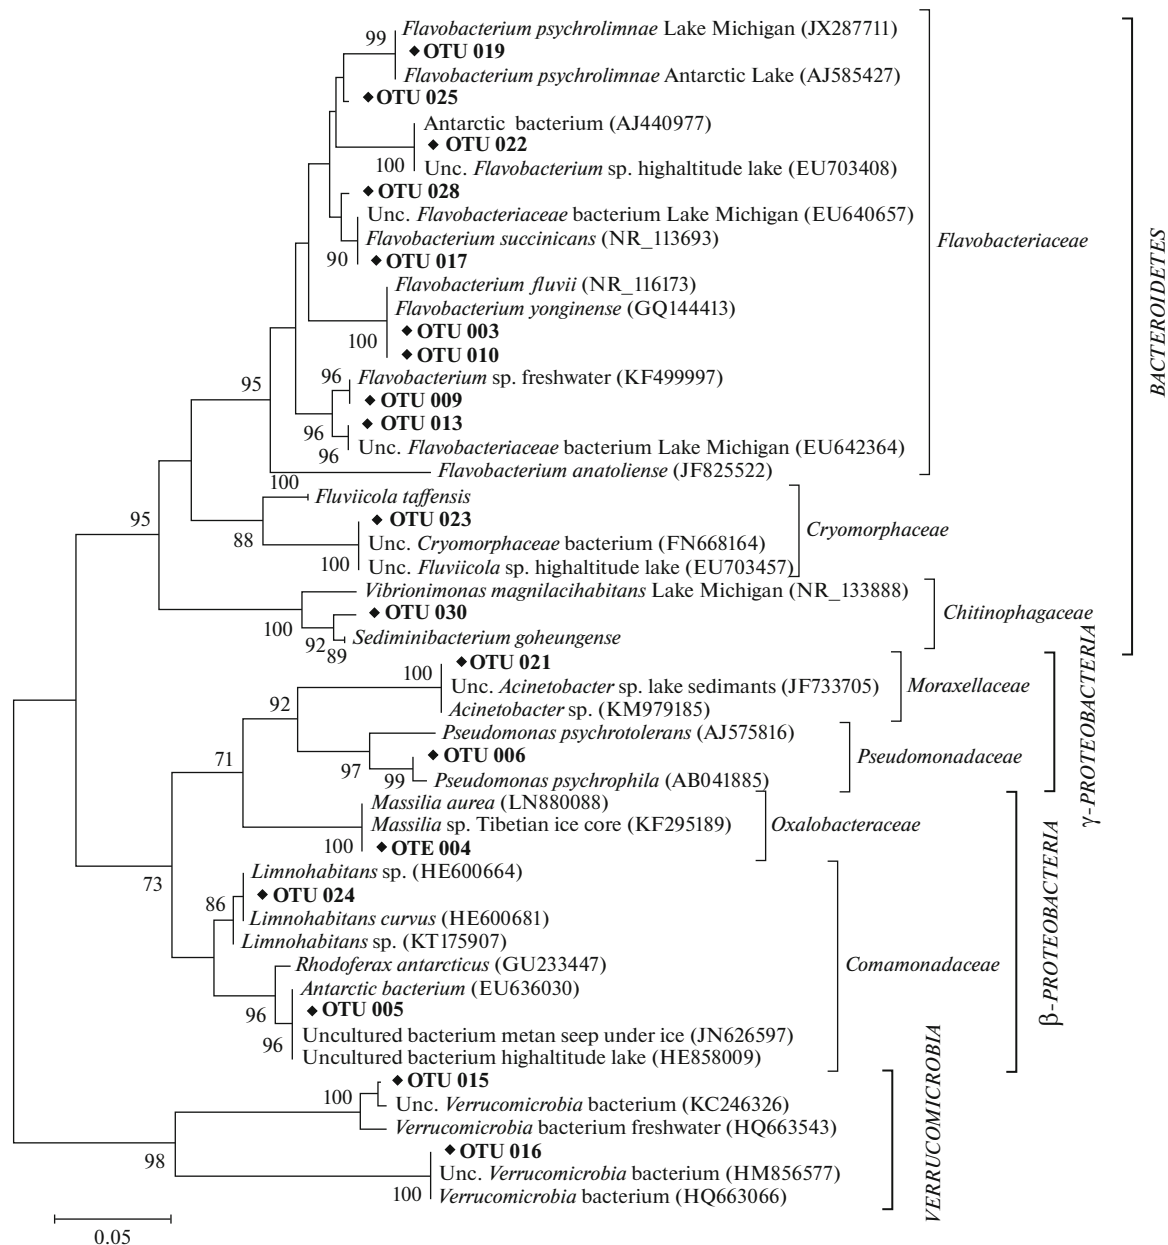 99 Flavobacterium psychrolimnae Lake Michigan (JX287711)
◆OTU 019
Flavobacterium psychrolimnae Antarctic Lake (AJ585427)
◆OTU 025
Antarctic bacterium (AJ440977)
◆ OTU 022
100 Unc. Flavobacterium sp. highaltitude lake (EU703408)
◆OTU 028
Unc. Flavobacteriaceae bacterium Lake Michigan (EU640657)
Flavobacterium succinicans (NR_113693)
Flavobacteriaceae
90 ◆ OTU 017
Flavobacterium fluvii (NR_116173)
Flavobacterium yonginense (GQ144413)
◆ OTU 003
100
◆ OTU 010
96 Flavobacterium sp. freshwater (KF499997)
95
◆ OTU 009
◆ OTU 013
96
96 Unc. Flavobacteriaceae bacterium Lake Michigan (EU642364)
Flavobacterium anatoliense (JF825522)
100
Fluviicola taffensis
95 ◆ OTU 023
88 Unc. Cryomorphaceae bacterium (FN668164)
Cryomorphaceae
100 Unc. Fluviicola sp. highaltitude lake (EU703457)
Vibrionimonas magnilacihabitans Lake Michigan (NR_133888)
◆ OTU 030
Chitinophagaceae
100 92 89 Sediminibacterium goheungense
BACTEROIDETES
◆OTU 021
100 Unc. Acinetobacter sp. lake sedimants (JF733705)
Moraxellaceae
92 Acinetobacter sp. (KM979185)
Pseudomonas psychrotolerans (AJ575816)
71 ◆ OTU 006
Pseudomonadaceae
97 99 Pseudomonas psychrophila (AB041885)
γ-PROTEOBACTERIA
Massilia aurea (LN880088)
Massilia sp. Tibetian ice core (KF295189)
Oxalobacteraceae
100 ◆ OTE 004
73 Limnohabitans sp. (HE600664)
86 ◆ OTU 024
Limnohabitans curvus (HE600681)
Limnohabitans sp. (KT175907)
Rhodoferax antarcticus (GU233447)
Comamonadaceae
Antarctic bacterium (EU636030)
96 ◆ OTU 005
96 Uncultured bacterium metan seep under ice (JN626597)
Uncultured bacterium highaltitude lake (HE858009)
β-PROTEOBACTERIA
◆ OTU 015
100 Unc. Verrucomicrobia bacterium (KC246326)
Verrucomicrobia bacterium freshwater (HQ663543)
◆ OTU 016
98 Unc. Verrucomicrobia bacterium (HM856577)
100 Verrucomicrobia bacterium (HQ663066)
VERRUCOMICROBIA
0.05